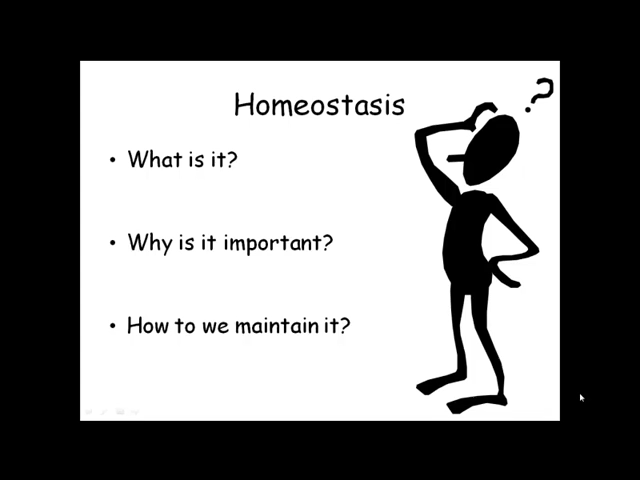 Homeostasis
• What is it?
• Why is it important?
• How to we maintain it?
?